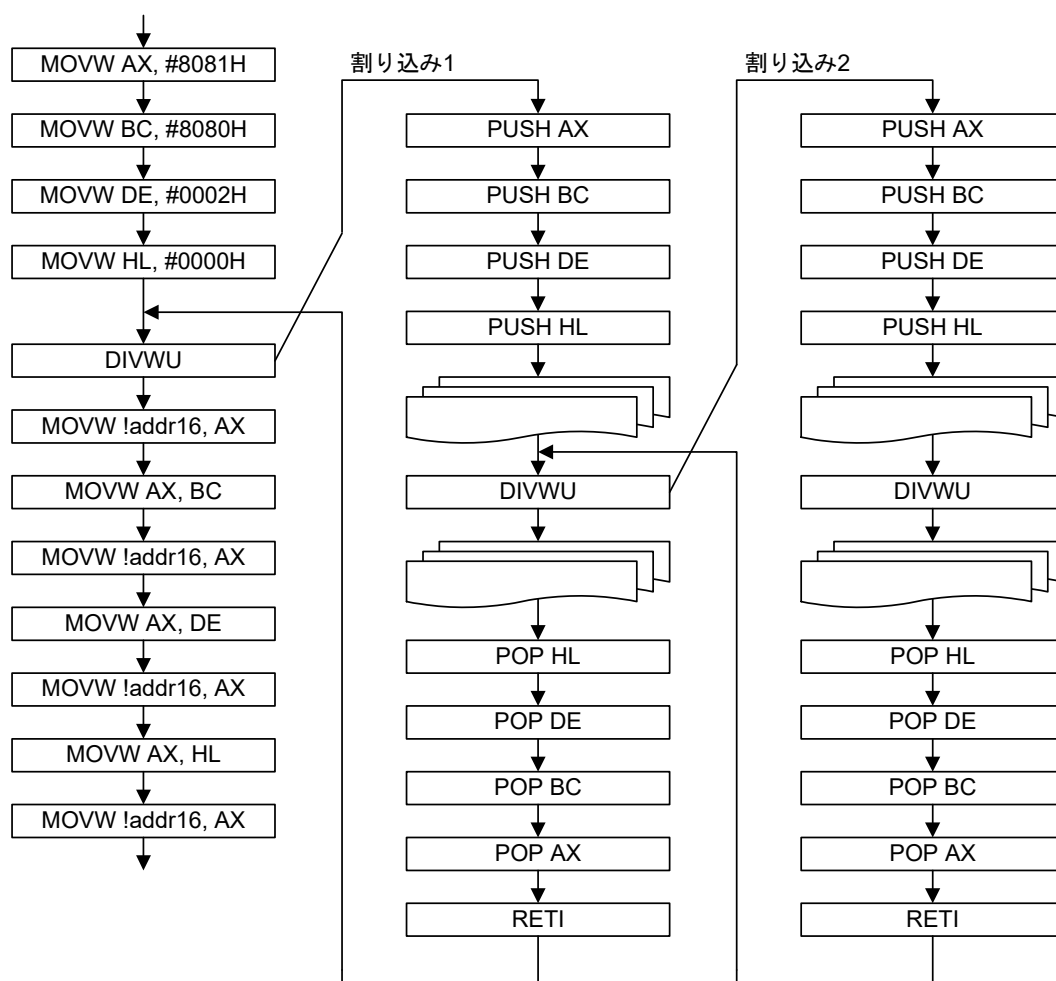 MOVW AX, #8081H
MOVW BC, #8080H
MOVW DE, #0002H
MOVW HL, #0000H
DIVWU
MOVW !addr16, AX
MOVW AX, BC
MOVW !addr16, AX
MOVW AX, DE
MOVW !addr16, AX
MOVW AX, HL
MOVW !addr16, AX
割り込み1
PUSH AX
PUSH BC
PUSH DE
PUSH HL
DIVWU
POP HL
POP DE
POP BC
POP AX
RETI
割り込み2
PUSH AX
PUSH BC
PUSH DE
PUSH HL
DIVWU
POP HL
POP DE
POP BC
POP AX
RETI